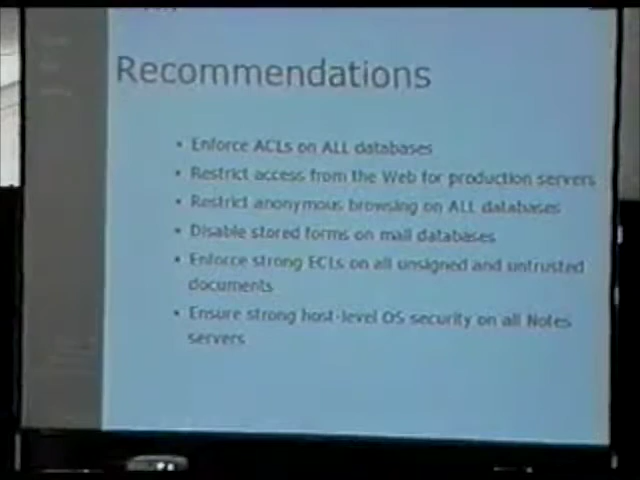 Recommendations
• Enforce ACLs on ALL databases
• Restrict access from the Web for production servers
• Restrict anonymous browsing on ALL databases
• Disable stored forms on mail databases
• Enforce strong ECLs on all unsigned and untrusted
documents
• Ensure strong host-level OS security on all Notes
servers